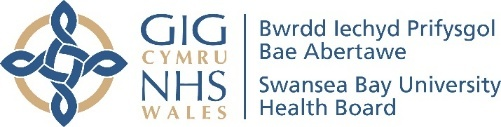 GIG
CYMRU
NHS
WALES
Bwrdd Iechyd Prifysgol
Bae Abertawe
Swansea Bay University
Health Board